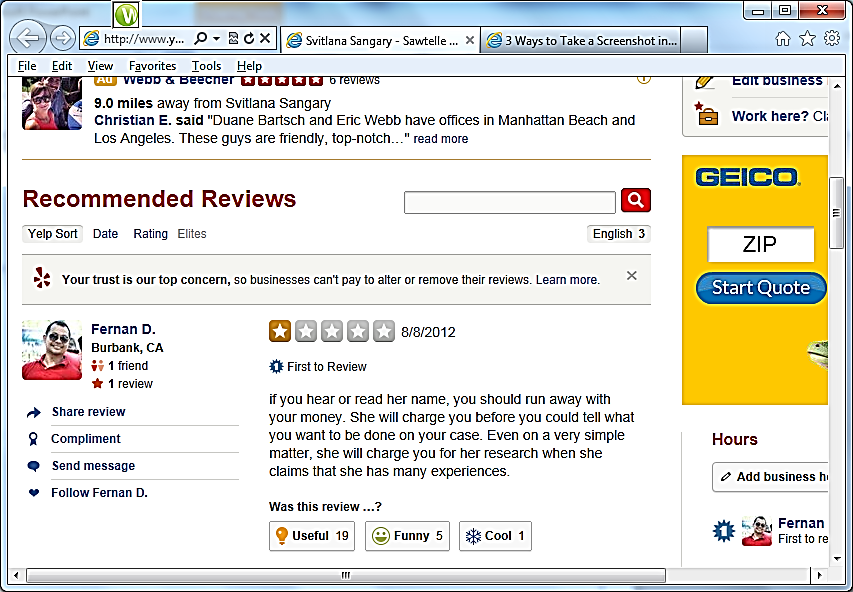 http://www.y...
Svitlana Sangary - Sawtelle ...
3 Ways to Take a Screenshot in...
File Edit View Favorites Tools Help
Ad Webb & Beecher 6 reviews
9.0 miles away from Svitlana Sangary
Christian E. said "Duane Bartsch and Eric Webb have offices in Manhattan Beach and
Los Angeles. These guys are friendly, top-notch…" read more
Edit business
Work here? Cla
Recommended Reviews
Yelp Sort Date Rating Elites
English 3
Your trust is our top concern, so businesses can't pay to alter or remove their reviews. Learn more.
GEICO.
ZIP
Start Quote
Fernan D.
Burbank, CA
1 friend
1 review
Share review
Compliment
Send message
Follow Fernan D.
8/8/2012
1 First to Review
if you hear or read her name, you should run away with
your money. She will charge you before you could tell what
you want to be done on your case. Even on a very simple
matter, she will charge you for her research when she
claims that she has many experiences.
Was this review …?
Useful 19 Funny 5 Cool 1
Hours
Add business h
1 Fernan
First to re